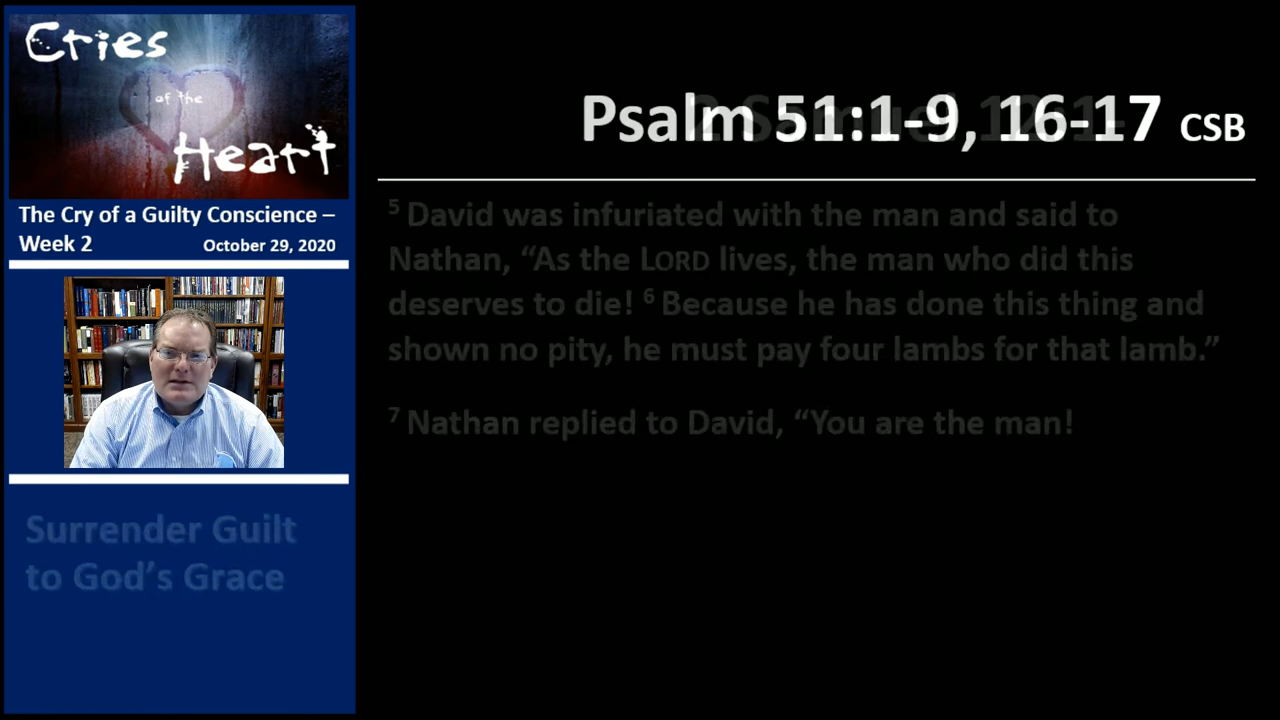 Cries
of the
Heart
The Cry of a Guilty Conscience –
Week 2 October 29, 2020
Surrender Guilt
to God's Grace
Psalm 51:1-9, 16-17 CSB
5 David was infuriated with the man and said to
Nathan, “As the LORD lives, the man who did this
deserves to die! 6 Because he has done this thing and
shown no pity, he must pay four lambs for that lamb.”
7 Nathan replied to David, “You are the man!